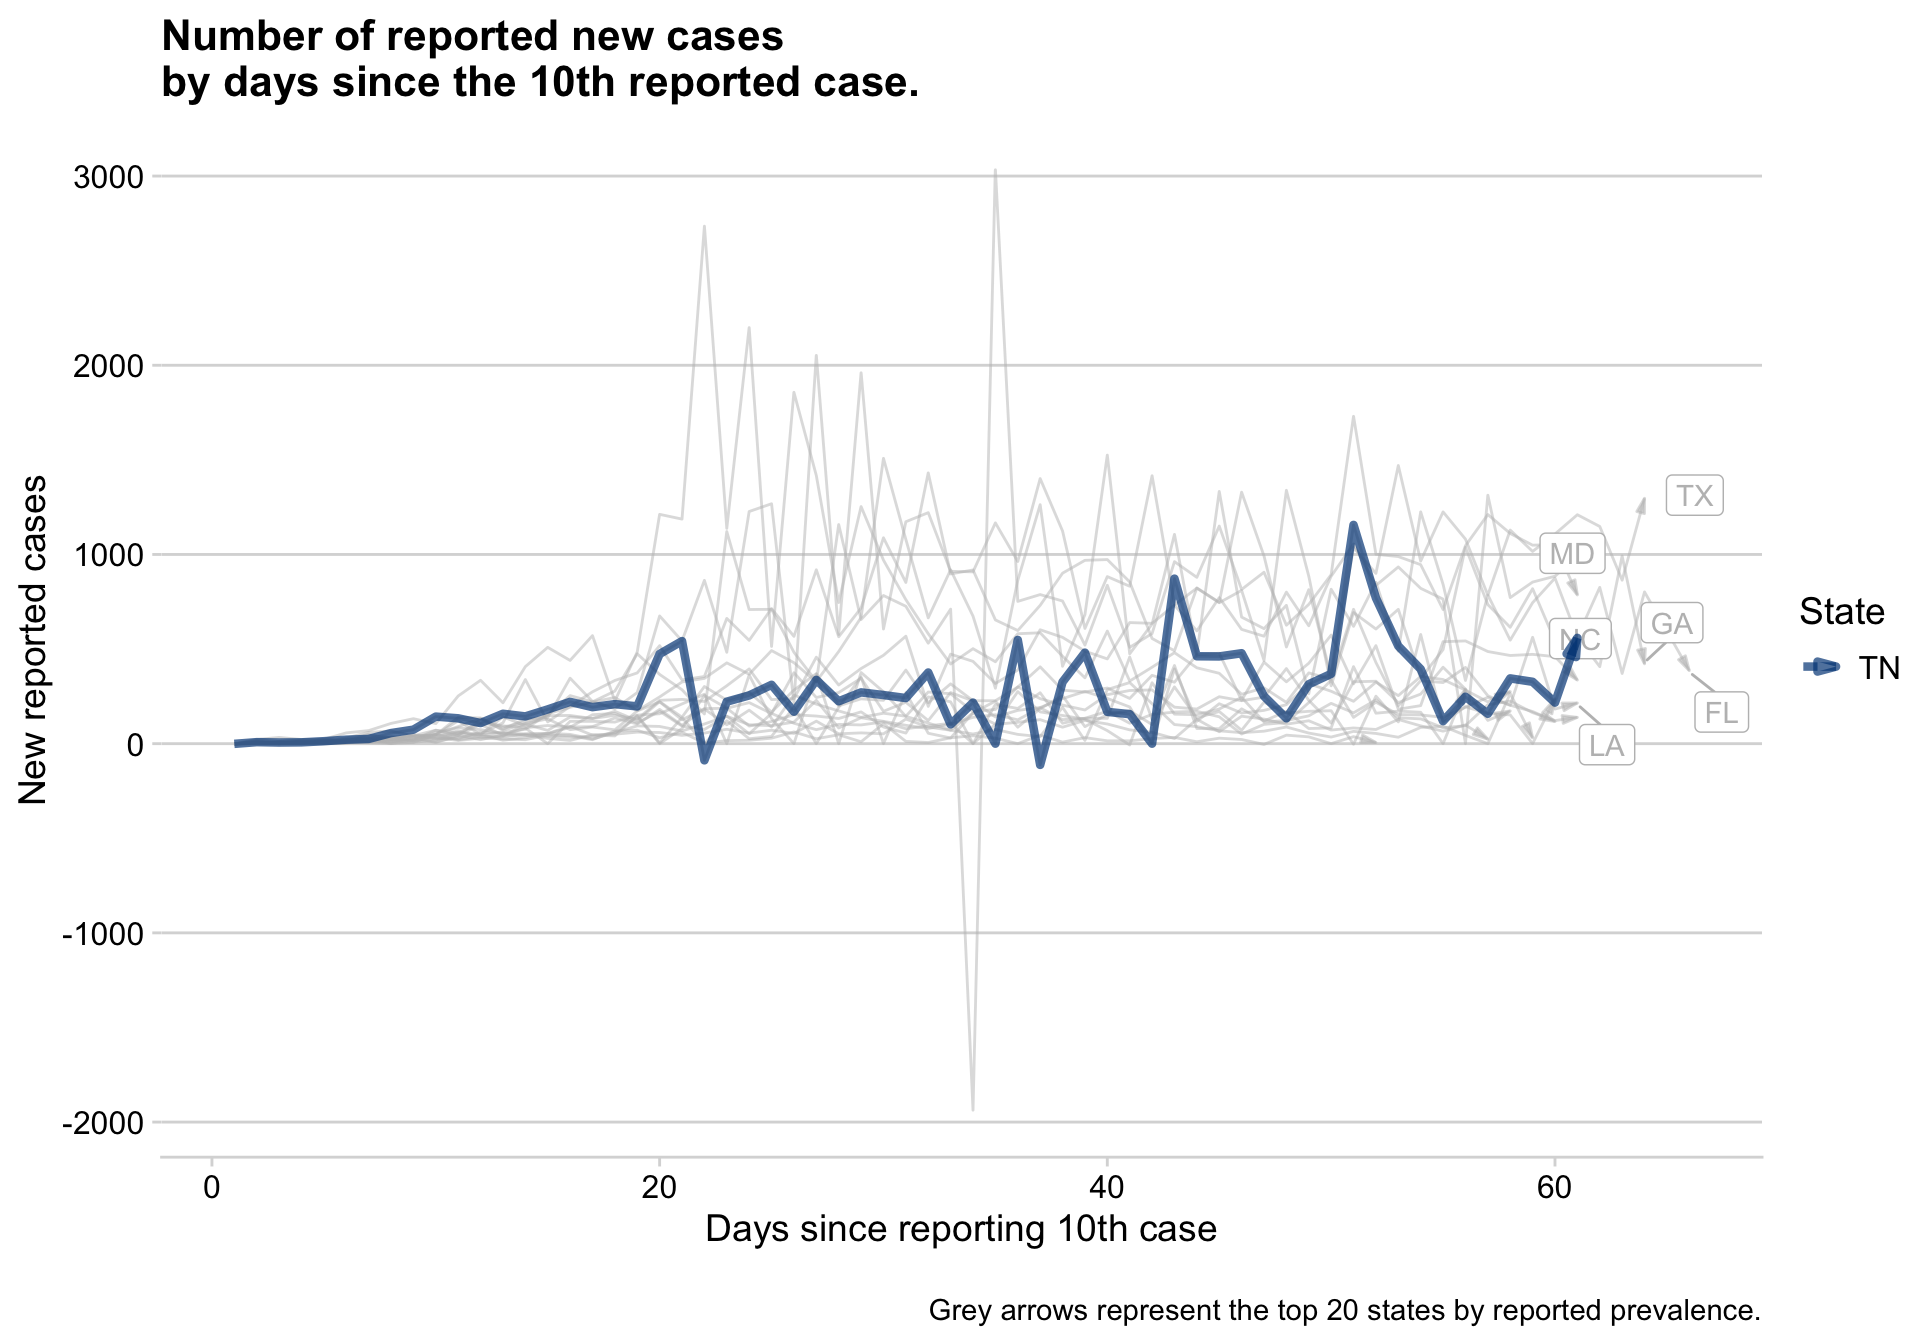 Number of reported new cases
by days since the 10th reported case.
New reported cases
3000
2000
1000
0
-1000
-2000
0
20
40
60
Days since reporting 10th case
TX
MD
GA
NC
FL
LA
State
TN
Grey arrows represent the top 20 states by reported prevalence.